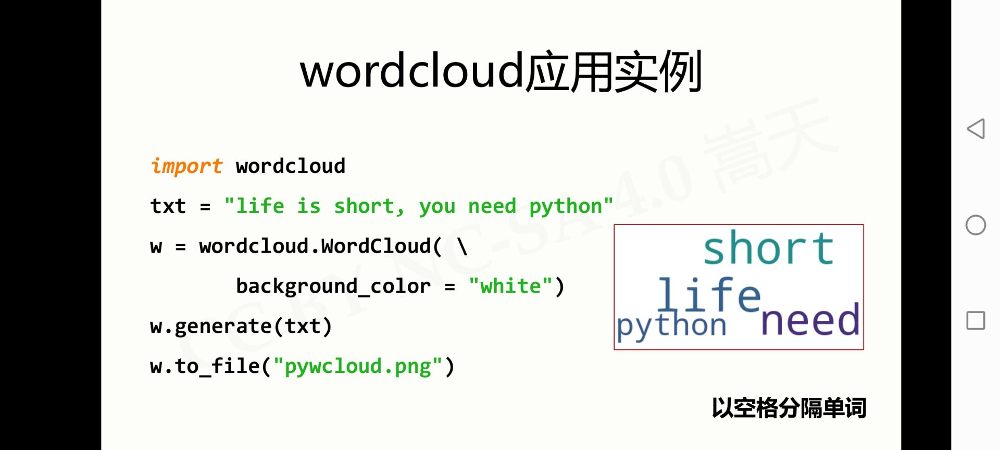 wordcloud应用实例
import wordcloud
txt = "life is short, you need python"
w = wordcloud.WordCloud( \
background_color = "white")
w.generate(txt)
w.to_file("pywcloud.png")
short
life
need
python
以空格分隔单词
CC BY NC-SA 4.0 嵩天